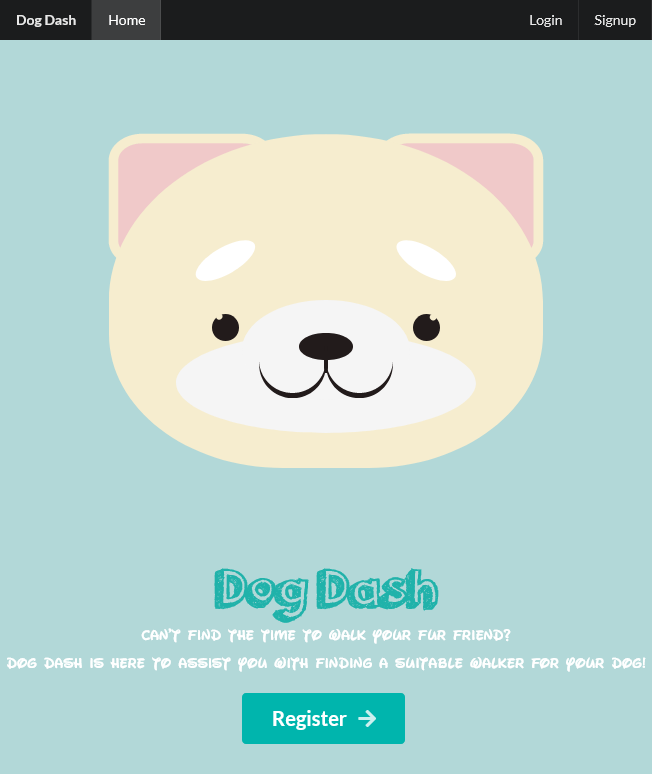 Dog Dash Home Login Signup
Dog Dash
CAN'T FIND THE TIME TO WALK YOUR FUR FRIEND?
DOG DASH IS HERE TO ASSIST YOU WITH FINDING A SUITABLE WALKER FOR YOUR DOG!
Register